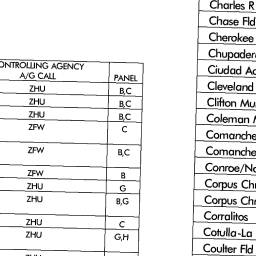 CONTROLLING AGENCY
A/G CALL
PANEL
ZHU B,C
ZHU B,C
ZHU B,C
ZFW C
ZFW B,C
ZFW B
ZHU G
ZHU B,G
ZHU C
ZHU G,H
Charles R
Chase Fld
Cherokee
Chupadera
Ciudad Ac
Cleveland
Clifton Mu
Coleman M
Comanche
Comanche
Conroe/No
Corpus Chr
Corpus Chr
Corralitos
Cotulla-La
Coulter Fld